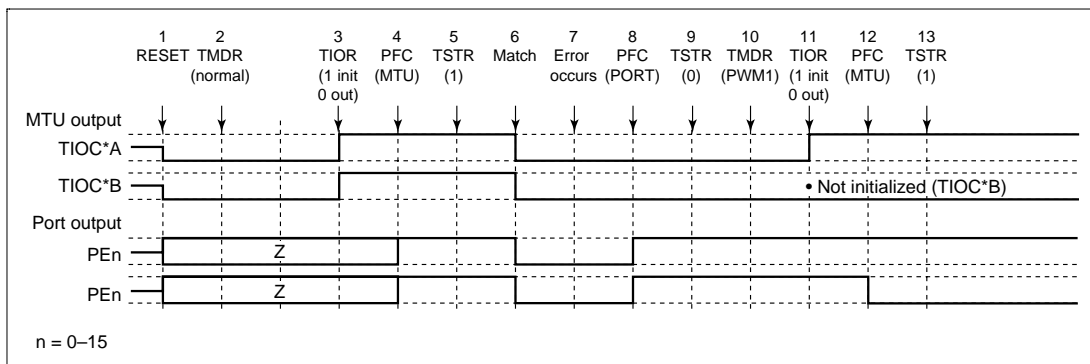 1 2 3 4 5 6 7 8 9 10 11 12 13
RESET TMDR TIOR PFC TSTR Match Error PFC TSTR TMDR TIOR PFC TSTR
(normal) (1 init (MTU) (1) occurs (PORT) (0) (PWM1) (1 init (MTU) (1)
0 out) 0 out)
MTU output
TIOC*A
TIOC*B • Not initialized (TIOC*B)
Port output
PEn Z
PEn Z
n = 0–15